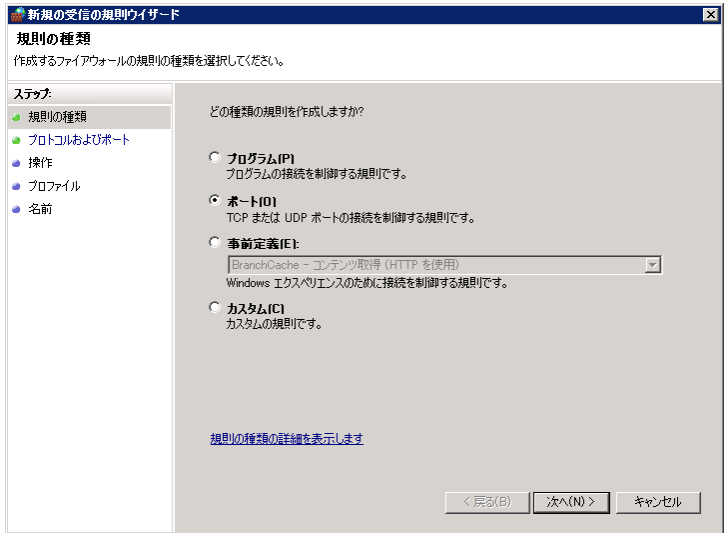 新規の受信の規則ウィザード
規則の種類
作成するファイアウォールの規則の種類を選択してください。
ステップ:
規則の種類
プロトコルおよびポート
操作
プロファイル
名前
どの種類の規則を作成しますか?
プログラム(P)
プログラムの接続を制御する規則です。
ポート(O)
TCP または UDP ポートの接続を制御する規則です。
事前定義(E):
BranchCache - コンテンツ取得 (HTTP を使用)
Windows エクスペリエンスのために接続を制御する規則です。
カスタム(C)
カスタムの規則です。
規則の種類の詳細を表示します
< 戻る(B)
次へ(N) >
キャンセル